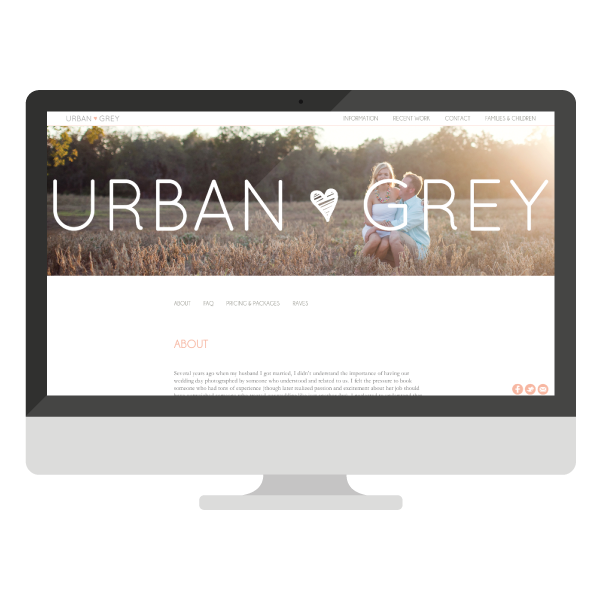 URBAN ♥ GREY
INFORMATION RECENT WORK CONTACT FAMILIES & CHILDREN
URBAN GREY
ABOUT FAQ PRICING & PACKAGES RAVES
ABOUT
Several years ago when my husband I got married, I didn't understand the importance of having our
wedding day photographed by someone who understood and related to us. I felt the pressure to book
someone who had tons of experience (though later realized passion and excitement about her job should